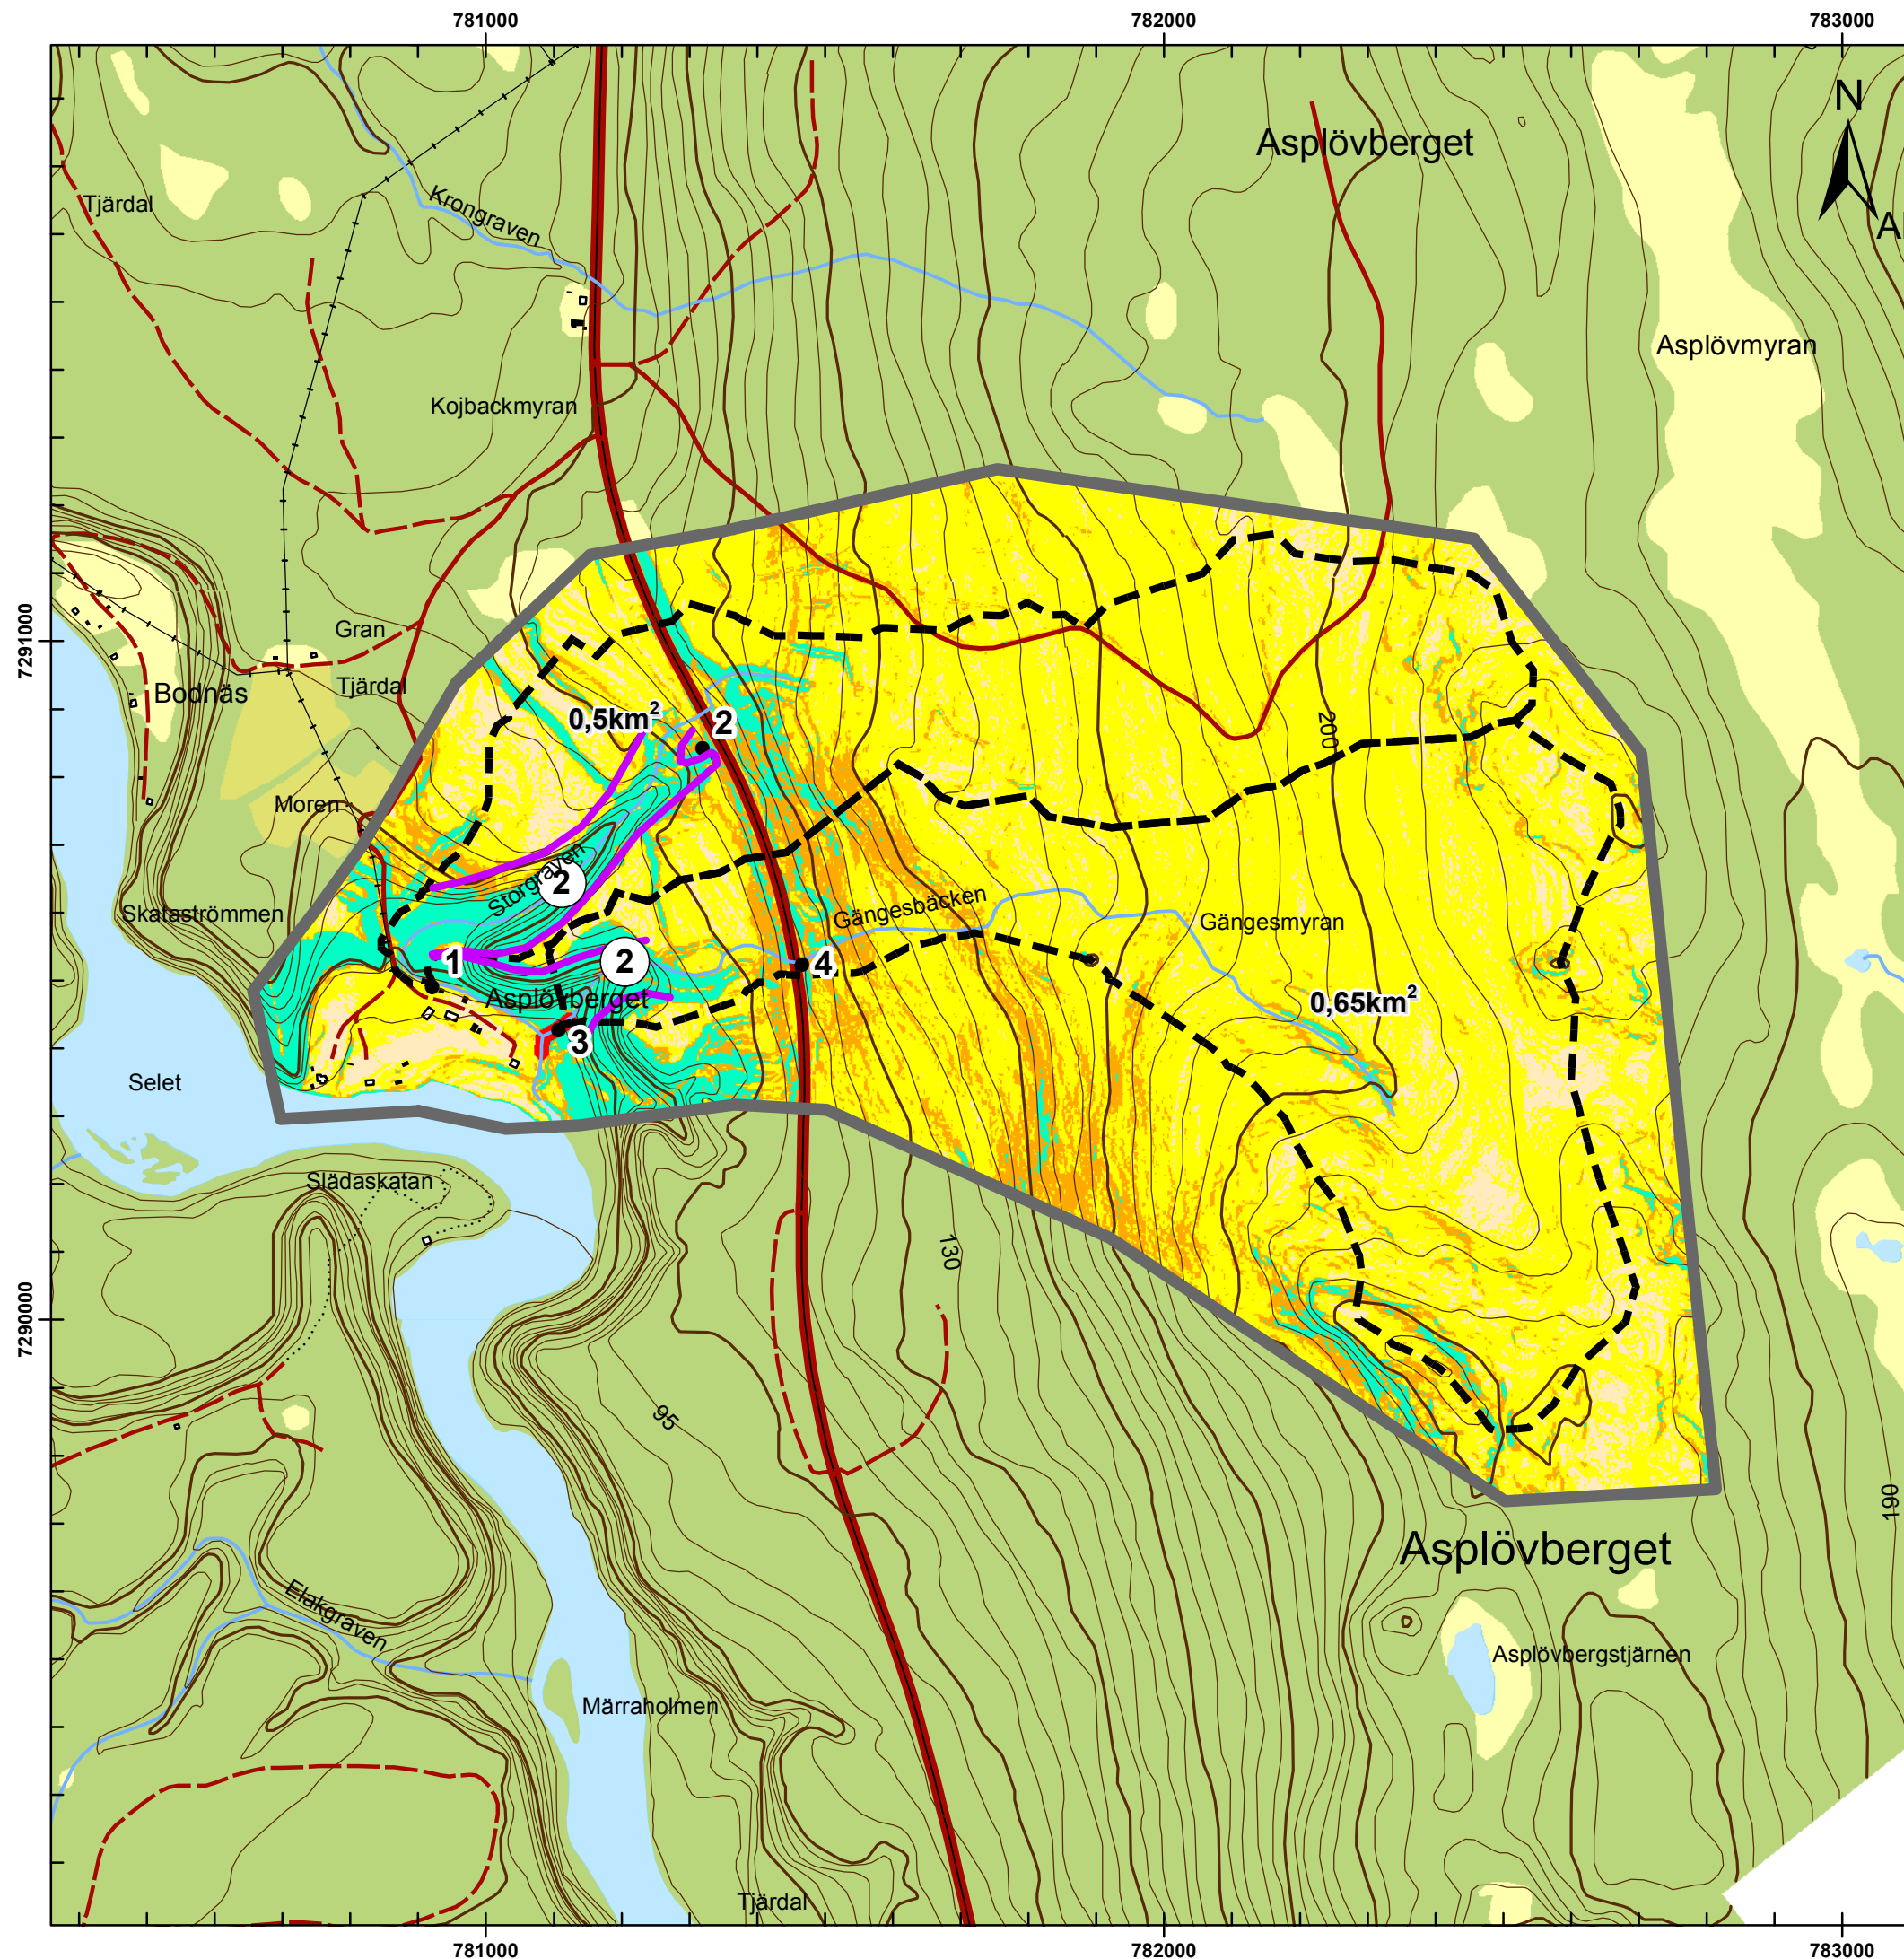 781000
782000
783000
N
Asplövberget
A
Tjärdal
Krongraven
Asplövmyran
Kojbackmyran
7291000
Gran
Tjärdal
Bodnäs
0,5km²
2
200
Moren
Storgraven
2
Skataströmmen
Gängesbäcken
Gängesmyran
1
2
4
Asplövberget
0,65km²
3
Selet
Slädaskatan
130
7290000
95
190
Asplövberget
Elakgraven
Asplövbergstjärnen
Märraholmen
Tjärdal
781000
782000
783000